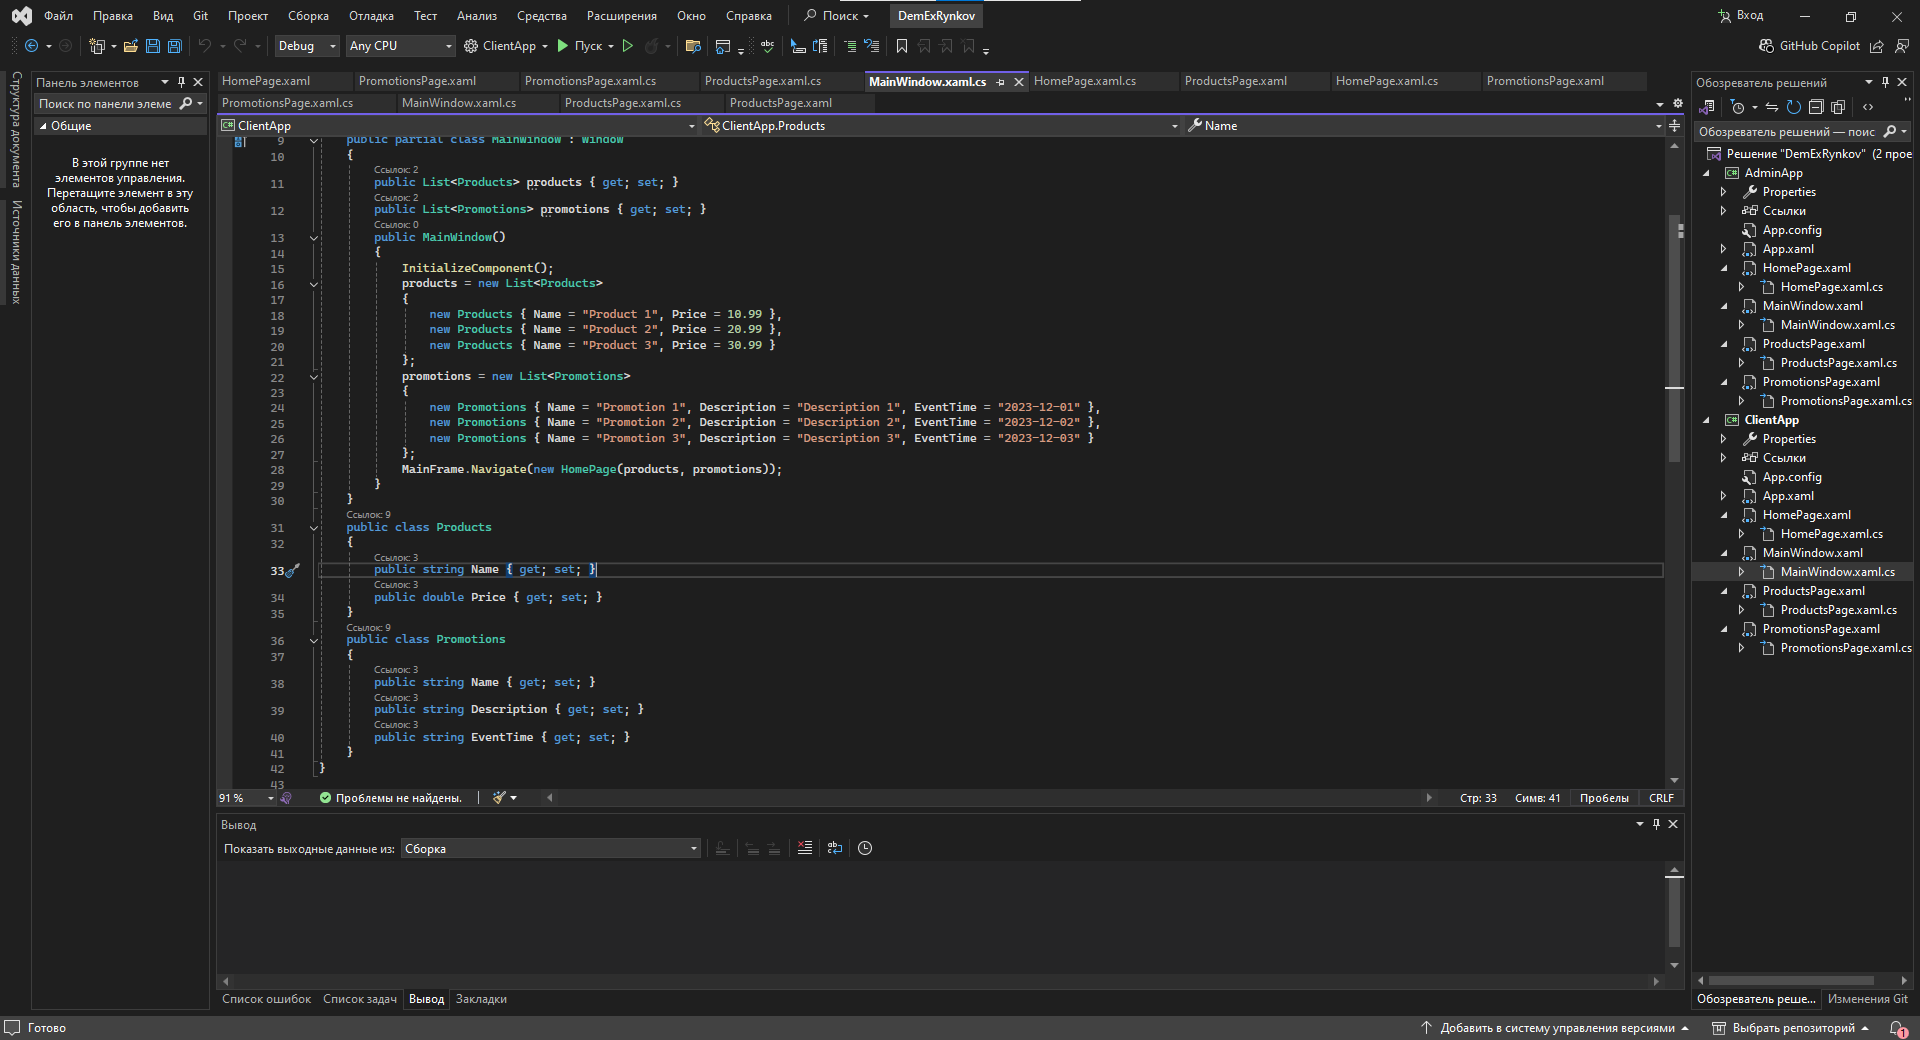 Файл Правка Вид Git Проект Сборка Отладка Тест Анализ Средства Расширения Окно Справка Поиск DemExRynkov Вход
Debug Any CPU ClientApp Пуск GitHub Copilot
Структура документа
Источники данных
Панель элементов
Поиск по панели элеме
Общие
В этой группе нет
элементов управления.
Перетащите элемент в эту
область, чтобы добавить
его в панель элементов.
HomePage.xaml PromotionsPage.xaml PromotionsPage.xaml.cs ProductsPage.xaml.cs MainWindow.xaml.cs HomePage.xaml.cs ProductsPage.xaml HomePage.xaml.cs PromotionsPage.xaml
PromotionsPage.xaml.cs MainWindow.xaml.cs ProductsPage.xaml.cs ProductsPage.xaml
ClientApp ClientApp.Products Name
9 public partial class MainWindow : Window
10 {
Ссылок: 2
11 public List<Products> products { get; set; }
Ссылок: 2
12 public List<Promotions> promotions { get; set; }
Ссылок: 0
13 public MainWindow()
14 {
15 InitializeComponent();
16 products = new List<Products>
17 {
18 new Products { Name = "Product 1", Price = 10.99 },
19 new Products { Name = "Product 2", Price = 20.99 },
20 new Products { Name = "Product 3", Price = 30.99 }
21 };
22 promotions = new List<Promotions>
23 {
24 new Promotions { Name = "Promotion 1", Description = "Description 1", EventTime = "2023-12-01" },
25 new Promotions { Name = "Promotion 2", Description = "Description 2", EventTime = "2023-12-02" },
26 new Promotions { Name = "Promotion 3", Description = "Description 3", EventTime = "2023-12-03" }
27 };
28 MainFrame.Navigate(new HomePage(products, promotions));
29 }
30 }
Ссылок: 9
31 public class Products
32 {
Ссылок: 3
33 public string Name { get; set; }
Ссылок: 3
34 public double Price { get; set; }
35 }
Ссылок: 9
36 public class Promotions
37 {
Ссылок: 3
38 public string Name { get; set; }
Ссылок: 3
39 public string Description { get; set; }
Ссылок: 3
40 public string EventTime { get; set; }
41 }
42 }
43
91 % Проблемы не найдены. Стр: 33 Симв: 41 Пробелы CRLF
Вывод
Показать выходные данные из: Сборка
Список ошибок Список задач Вывод Закладки
Обозреватель решений
Обозреватель решений — поис
Решение "DemExRynkov" (2 прое
AdminApp
Properties
Ссылки
App.config
App.xaml
HomePage.xaml
HomePage.xaml.cs
MainWindow.xaml
MainWindow.xaml.cs
ProductsPage.xaml
ProductsPage.xaml.cs
PromotionsPage.xaml
PromotionsPage.xaml.cs
ClientApp
Properties
Ссылки
App.config
App.xaml
HomePage.xaml
HomePage.xaml.cs
MainWindow.xaml
MainWindow.xaml.cs
ProductsPage.xaml
ProductsPage.xaml.cs
PromotionsPage.xaml
PromotionsPage.xaml.cs
Обозреватель реше... Изменения Git
Готово Добавить в систему управления версиями Выбрать репозиторий 1